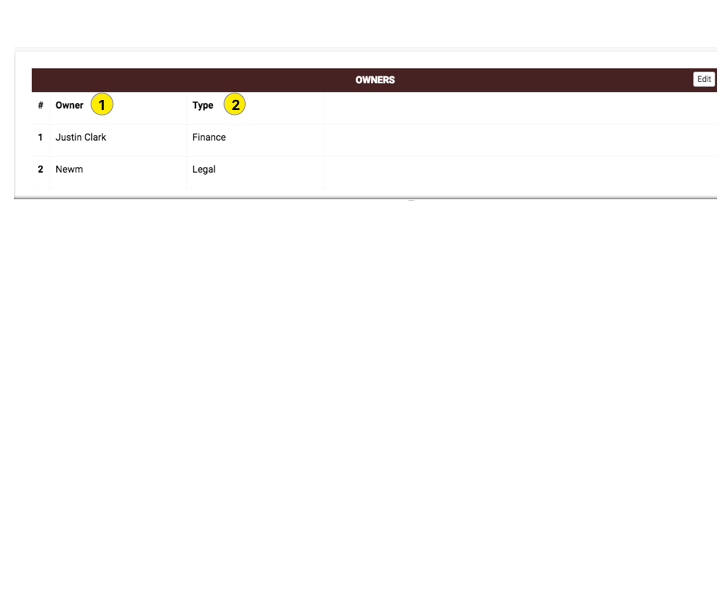 OWNERS Edit
# Owner 1 Type 2
1 Justin Clark Finance
2 Newm Legal